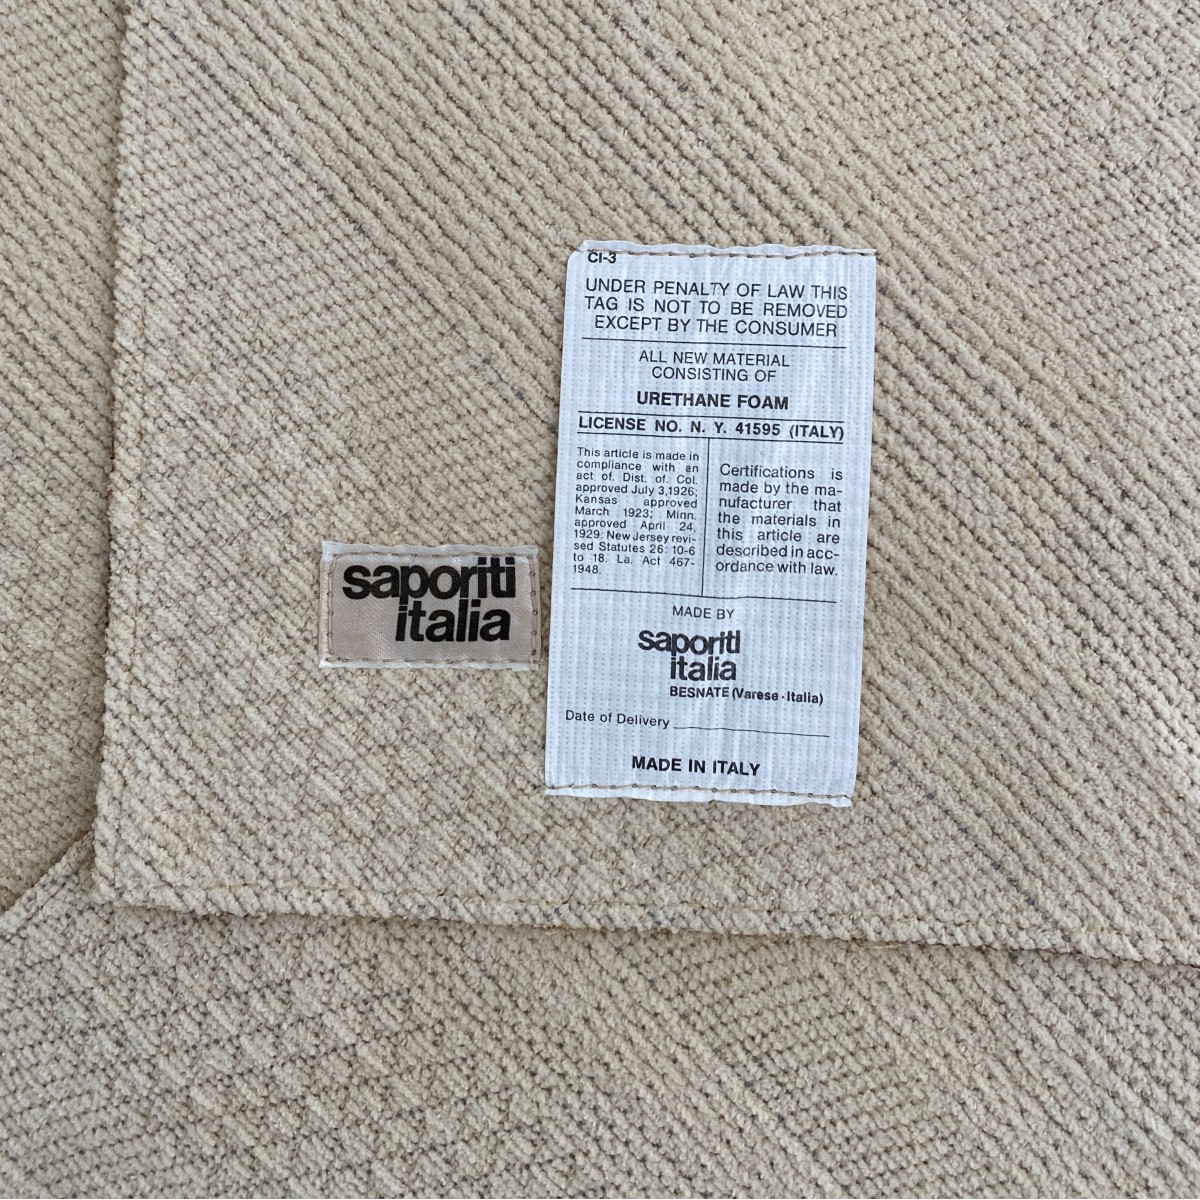 saporiti
italia
CI-3
UNDER PENALTY OF LAW THIS
TAG IS NOT TO BE REMOVED
EXCEPT BY THE CONSUMER
ALL NEW MATERIAL
CONSISTING OF
URETHANE FOAM
LICENSE NO. N. Y. 41595 (ITALY)
This article is made in
compliance with an
act of. Dist. of. Col.
approved July 3,1926;
Kansas approved
March 1923; Minn.
approved April 24,
1929; New Jersey revi-
sed Statutes 26: 10-6
to 18. La. Act 467-
1948.
Certifications is
made by the ma-
nufacturer that
the materials in
this article are
described in acc-
ordance with law.
MADE BY
saporiti
italia
BESNATE (Varese - Italia)
Date of Delivery
MADE IN ITALY